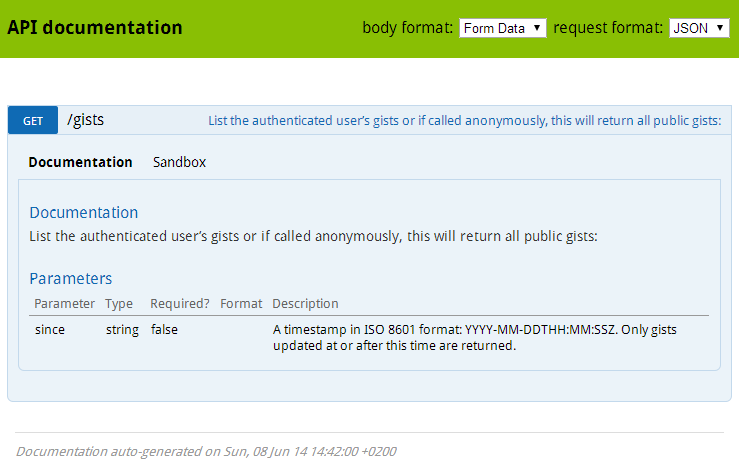 API documentation body format: Form Data request format: JSON
GET /gists List the authenticated user's gists or if called anonymously, this will return all public gists:
Documentation Sandbox
Documentation
List the authenticated user's gists or if called anonymously, this will return all public gists:
Parameters
Parameter Type Required? Format Description
since string false A timestamp in ISO 8601 format: YYYY-MM-DDTHH:MM:SSZ. Only gists
updated at or after this time are returned.
Documentation auto-generated on Sun, 08 Jun 14 14:42:00 +0200